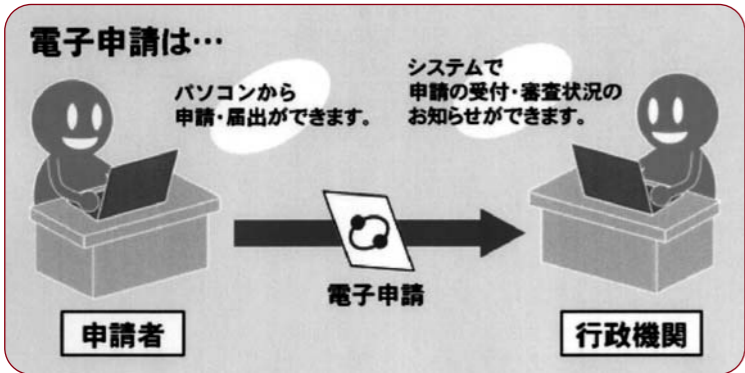 電子申請は…
パソコンから
申請・届出ができます。
システムで
申請の受付・審査状況の
お知らせができます。
電子申請
申請者
行政機関